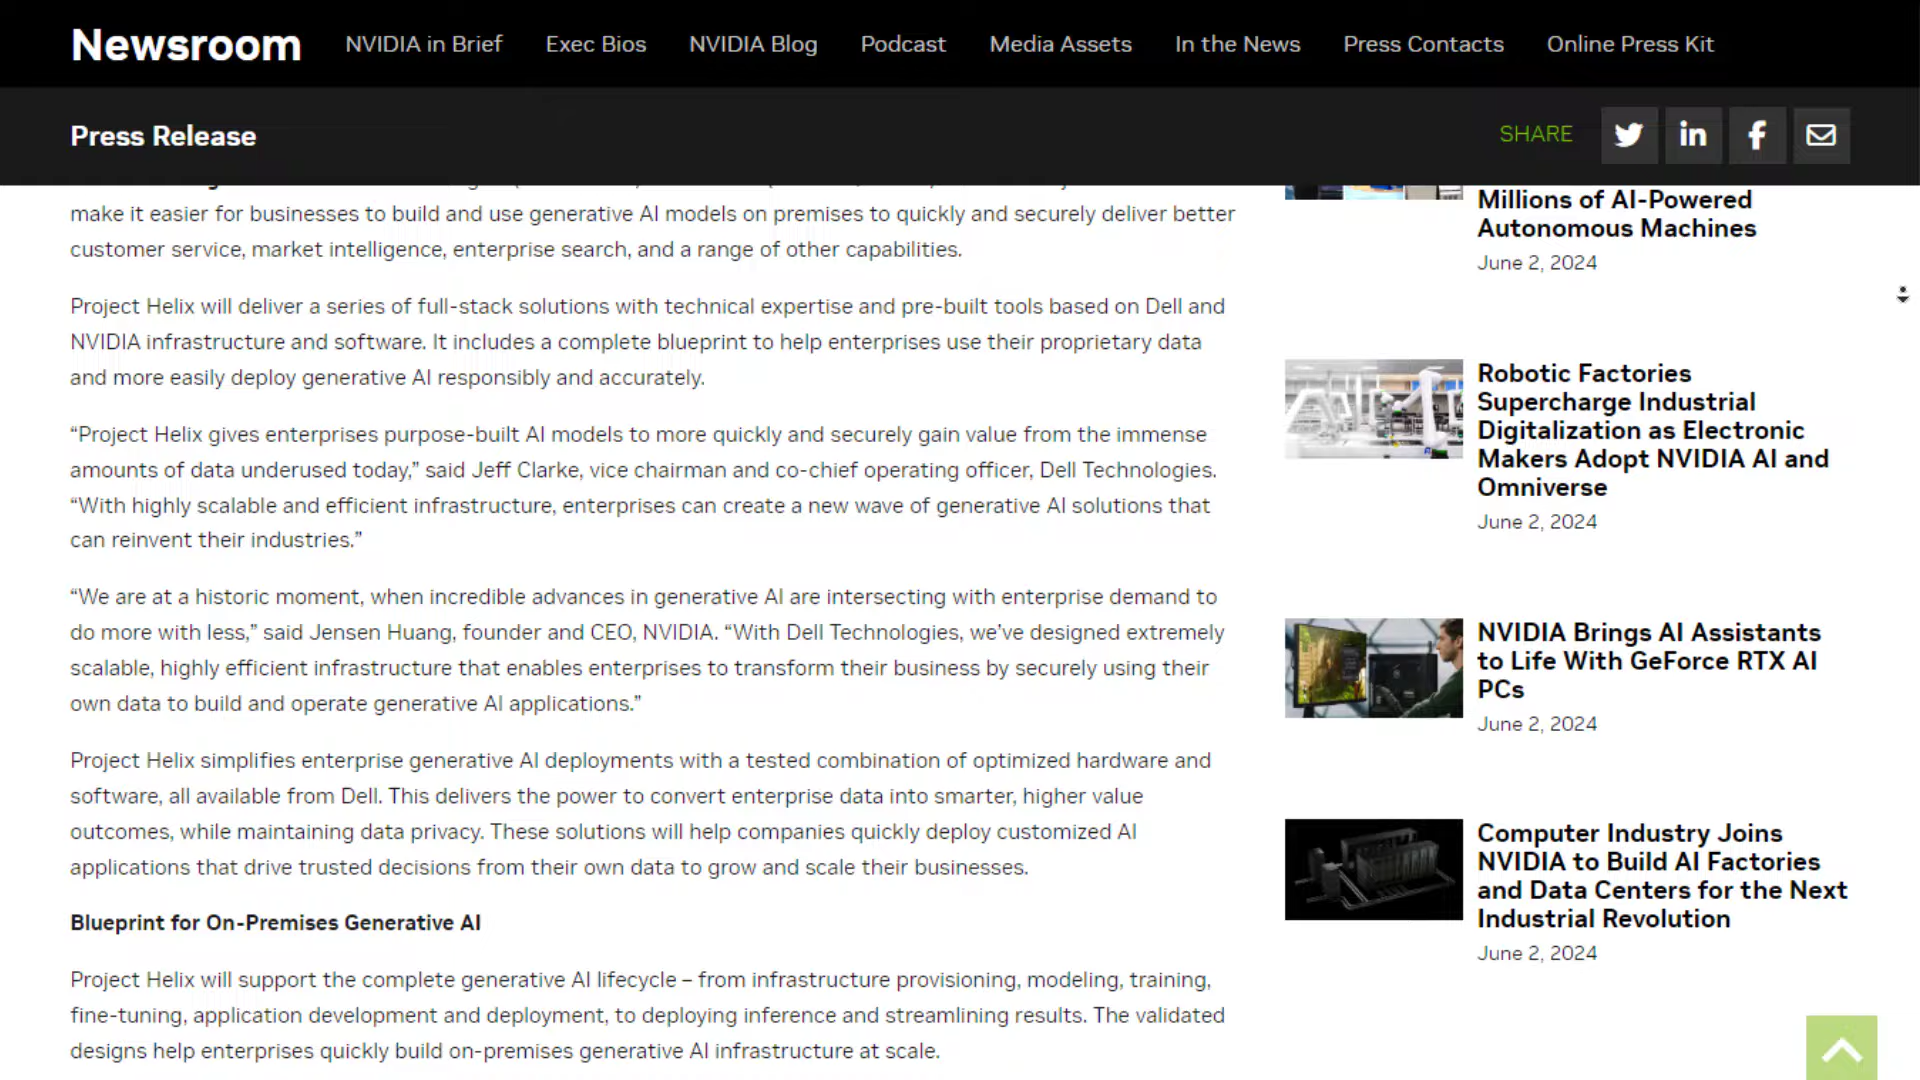 Newsroom
NVIDIA in Brief
Exec Bios
NVIDIA Blog
Podcast
Media Assets
In the News
Press Contacts
Online Press Kit
Press Release
SHARE
make it easier for businesses to build and use generative AI models on premises to quickly and securely deliver better
customer service, market intelligence, enterprise search, and a range of other capabilities.
Project Helix will deliver a series of full-stack solutions with technical expertise and pre-built tools based on Dell and
NVIDIA infrastructure and software. It includes a complete blueprint to help enterprises use their proprietary data
and more easily deploy generative AI responsibly and accurately.
“Project Helix gives enterprises purpose-built AI models to more quickly and securely gain value from the immense
amounts of data underused today,” said Jeff Clarke, vice chairman and co-chief operating officer, Dell Technologies.
“With highly scalable and efficient infrastructure, enterprises can create a new wave of generative AI solutions that
can reinvent their industries.”
“We are at a historic moment, when incredible advances in generative AI are intersecting with enterprise demand to
do more with less,” said Jensen Huang, founder and CEO, NVIDIA. “With Dell Technologies, we’ve designed extremely
scalable, highly efficient infrastructure that enables enterprises to transform their business by securely using their
own data to build and operate generative AI applications.”
Project Helix simplifies enterprise generative AI deployments with a tested combination of optimized hardware and
software, all available from Dell. This delivers the power to convert enterprise data into smarter, higher value
outcomes, while maintaining data privacy. These solutions will help companies quickly deploy customized AI
applications that drive trusted decisions from their own data to grow and scale their businesses.
Blueprint for On-Premises Generative AI
Project Helix will support the complete generative AI lifecycle – from infrastructure provisioning, modeling, training,
fine-tuning, application development and deployment, to deploying inference and streamlining results. The validated
designs help enterprises quickly build on-premises generative AI infrastructure at scale.
Millions of AI-Powered
Autonomous Machines
June 2, 2024
Robotic Factories
Supercharge Industrial
Digitalization as Electronic
Makers Adopt NVIDIA AI and
Omniverse
June 2, 2024
NVIDIA Brings AI Assistants
to Life With GeForce RTX AI
PCs
June 2, 2024
Computer Industry Joins
NVIDIA to Build AI Factories
and Data Centers for the Next
Industrial Revolution
June 2, 2024